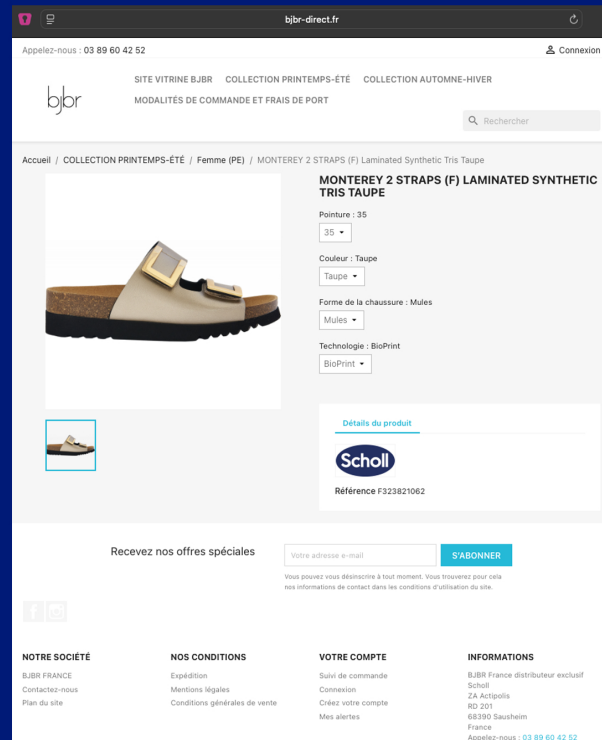 bjbr-direct.fr
Appelez-nous : 03 89 60 42 52
Connexion
bjbr
SITE VITRINE BJBR COLLECTION PRINTEMPS-ÉTÉ COLLECTION AUTOMNE-HIVER
MODALITÉS DE COMMANDE ET FRAIS DE PORT
Rechercher
Accueil / COLLECTION PRINTEMPS-ÉTÉ / Femme (PE) / MONTEREY 2 STRAPS (F) Laminated Synthetic Tris Taupe
MONTEREY 2 STRAPS (F) LAMINATED SYNTHETIC
TRIS TAUPE
Pointure : 35
35
Couleur : Taupe
Taupe
Forme de la chaussure : Mules
Mules
Technologie : BioPrint
BioPrint
Détails du produit
Scholl
Référence F323821062
Recevez nos offres spéciales
Votre adresse e-mail
S'ABONNER
Vous pouvez vous désinscrire à tout moment. Vous trouverez pour cela
nos informations de contact dans les conditions d'utilisation du site.
NOTRE SOCIÉTÉ
BJBR FRANCE
Contactez-nous
Plan du site
NOS CONDITIONS
Expédition
Mentions légales
Conditions générales de vente
VOTRE COMPTE
Suivi de commande
Connexion
Créez votre compte
Mes alertes
INFORMATIONS
BJBR France distributeur exclusif
Scholl
ZA Actipolis
RD 201
68390 Sausheim
France
Appelez-nous : 03 89 60 42 52